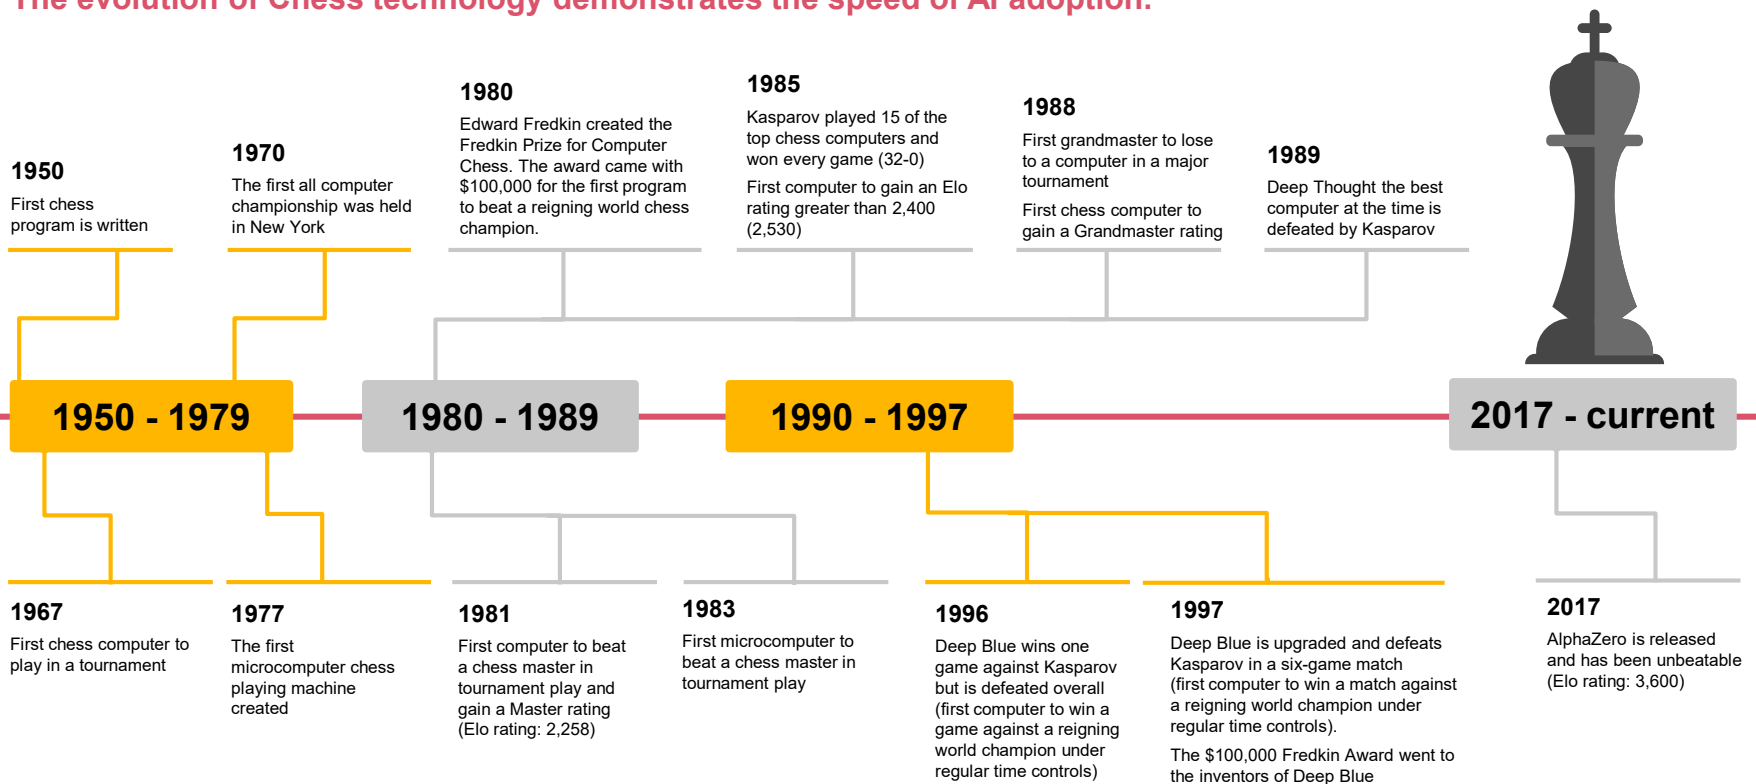 The evolution of Chess technology demonstrates the speed of AI adoption.
1950
First chess
program is written
1970
The first all computer
championship was held
in New York
1980
Edward Fredkin created the
Fredkin Prize for Computer
Chess. The award came with
$100,000 for the first program
to beat a reigning world chess
champion.
1985
Kasparov played 15 of the
top chess computers and
won every game (32-0)
First computer to gain an Elo
rating greater than 2,400
(2,530)
1988
First grandmaster to lose
to a computer in a major
tournament
First chess computer to
gain a Grandmaster rating
1989
Deep Thought the best
computer at the time is
defeated by Kasparov
1950 - 1979
1980 - 1989
1990 - 1997
2017 - current
1967
First chess computer to
play in a tournament
1977
The first
microcomputer chess
playing machine
created
1981
First computer to beat
a chess master in
tournament play and
gain a Master rating
(Elo rating: 2,258)
1983
First microcomputer to
beat a chess master in
tournament play
1996
Deep Blue wins one
game against Kasparov
but is defeated overall
(first computer to win a
game against a reigning
world champion under
regular time controls)
1997
Deep Blue is upgraded and defeats
Kasparov in a six-game match
(first computer to win a match against
a reigning world champion under
regular time controls).
The $100,000 Fredkin Award went to
the inventors of Deep Blue
2017
AlphaZero is released
and has been unbeatable
(Elo rating: 3,600)